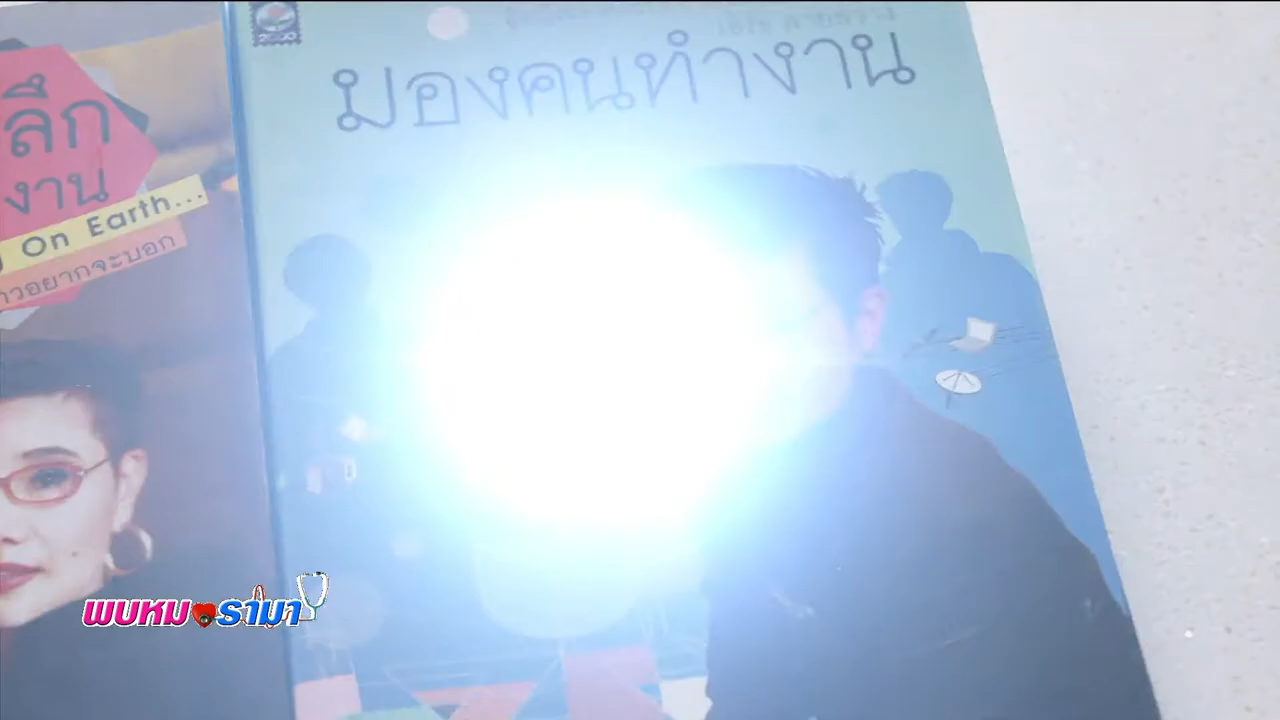 ลึก
งาน
On Earth...
าวอยากจะบอก
2000
มองคนทำงาน
พบหมอรามา